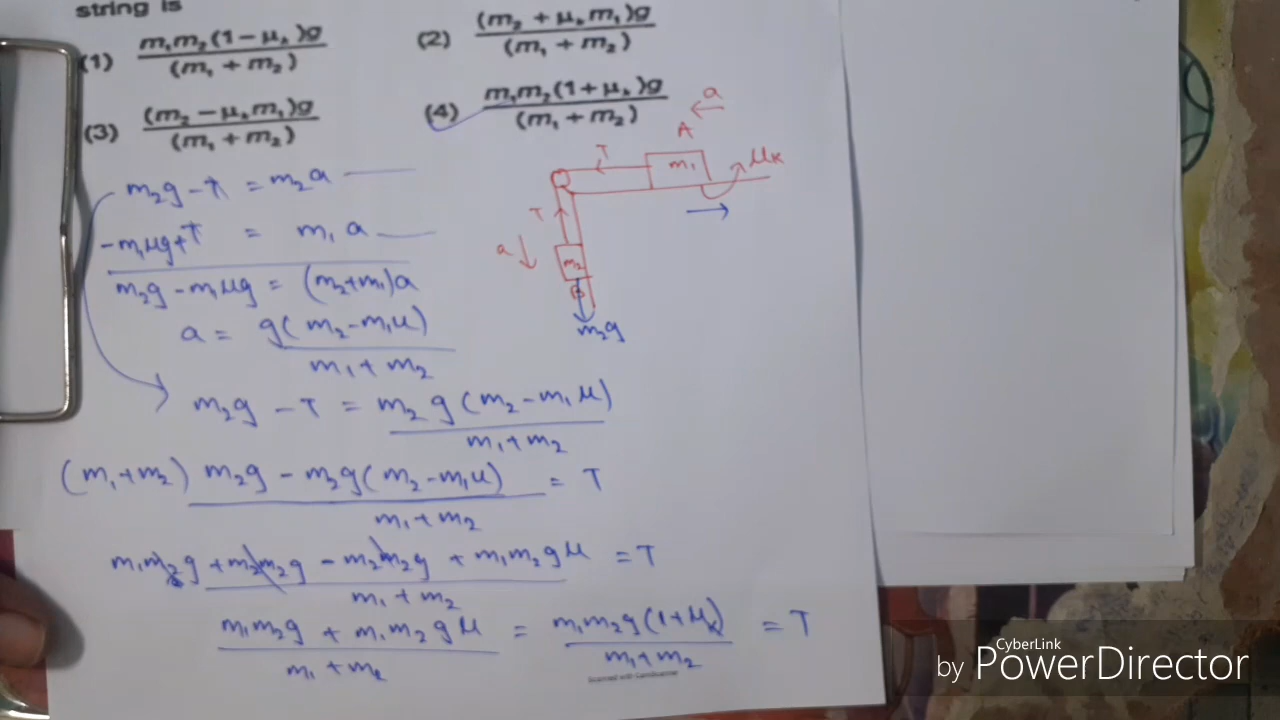 string is
(1) m₁m₂(1 − μₖ)g / (m₁ + m₂)
(2) (m₂ + μₖm₁)g / (m₁ + m₂)
(3) (m₂ − μₖm₁)g / (m₁ + m₂)
(4) m₁m₂(1 + μₖ)g / (m₁ + m₂)
a
A
T
m₁
μK
T
a
m₂
B
m₂g
m₂g − T = m₂a
−m₁μg + T = m₁a
m₂g − m₁μg = (m₂+m₁)a
a = g(m₂ − m₁μ) / m₁ + m₂
m₂g − T = m₂g(m₂ − m₁μ) / m₁ + m₂
(m₁+m₂) m₂g − m₂g(m₂ − m₁μ) / m₁ + m₂ = T
m₁m₂g + m₂m₂g − m₂m₂g + m₁m₂gμ / m₁ + m₂ = T
m₁m₂g + m₁m₂gμ / m₁ + m₂ = m₁m₂g(1+μK) / m₁+m₂ = T
Scanned with CamScanner
CyberLink
by PowerDirector